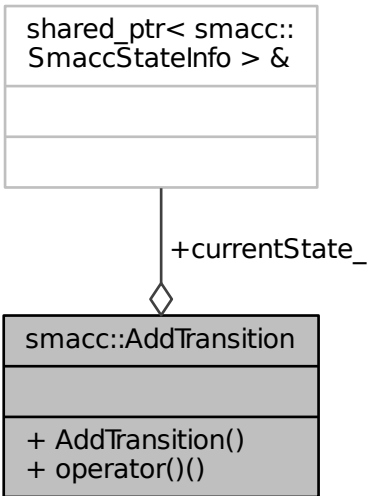 shared_ptr< smacc::
SmaccStateInfo > &
+currentState_
smacc::AddTransition
+ AddTransition()
+ operator()()